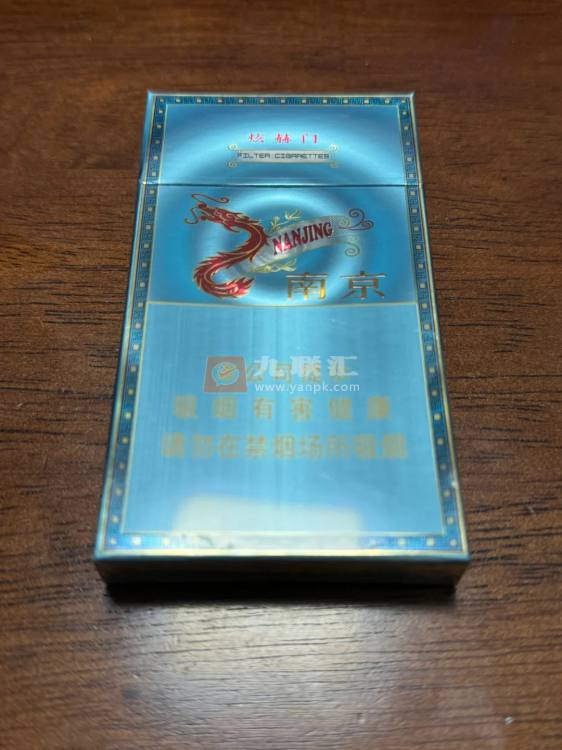 炫赫门
FILTER CIGARETTES
NANJING
南京
九联汇
www.yanpk.com
吸烟有害健康
请勿在禁烟场所吸烟